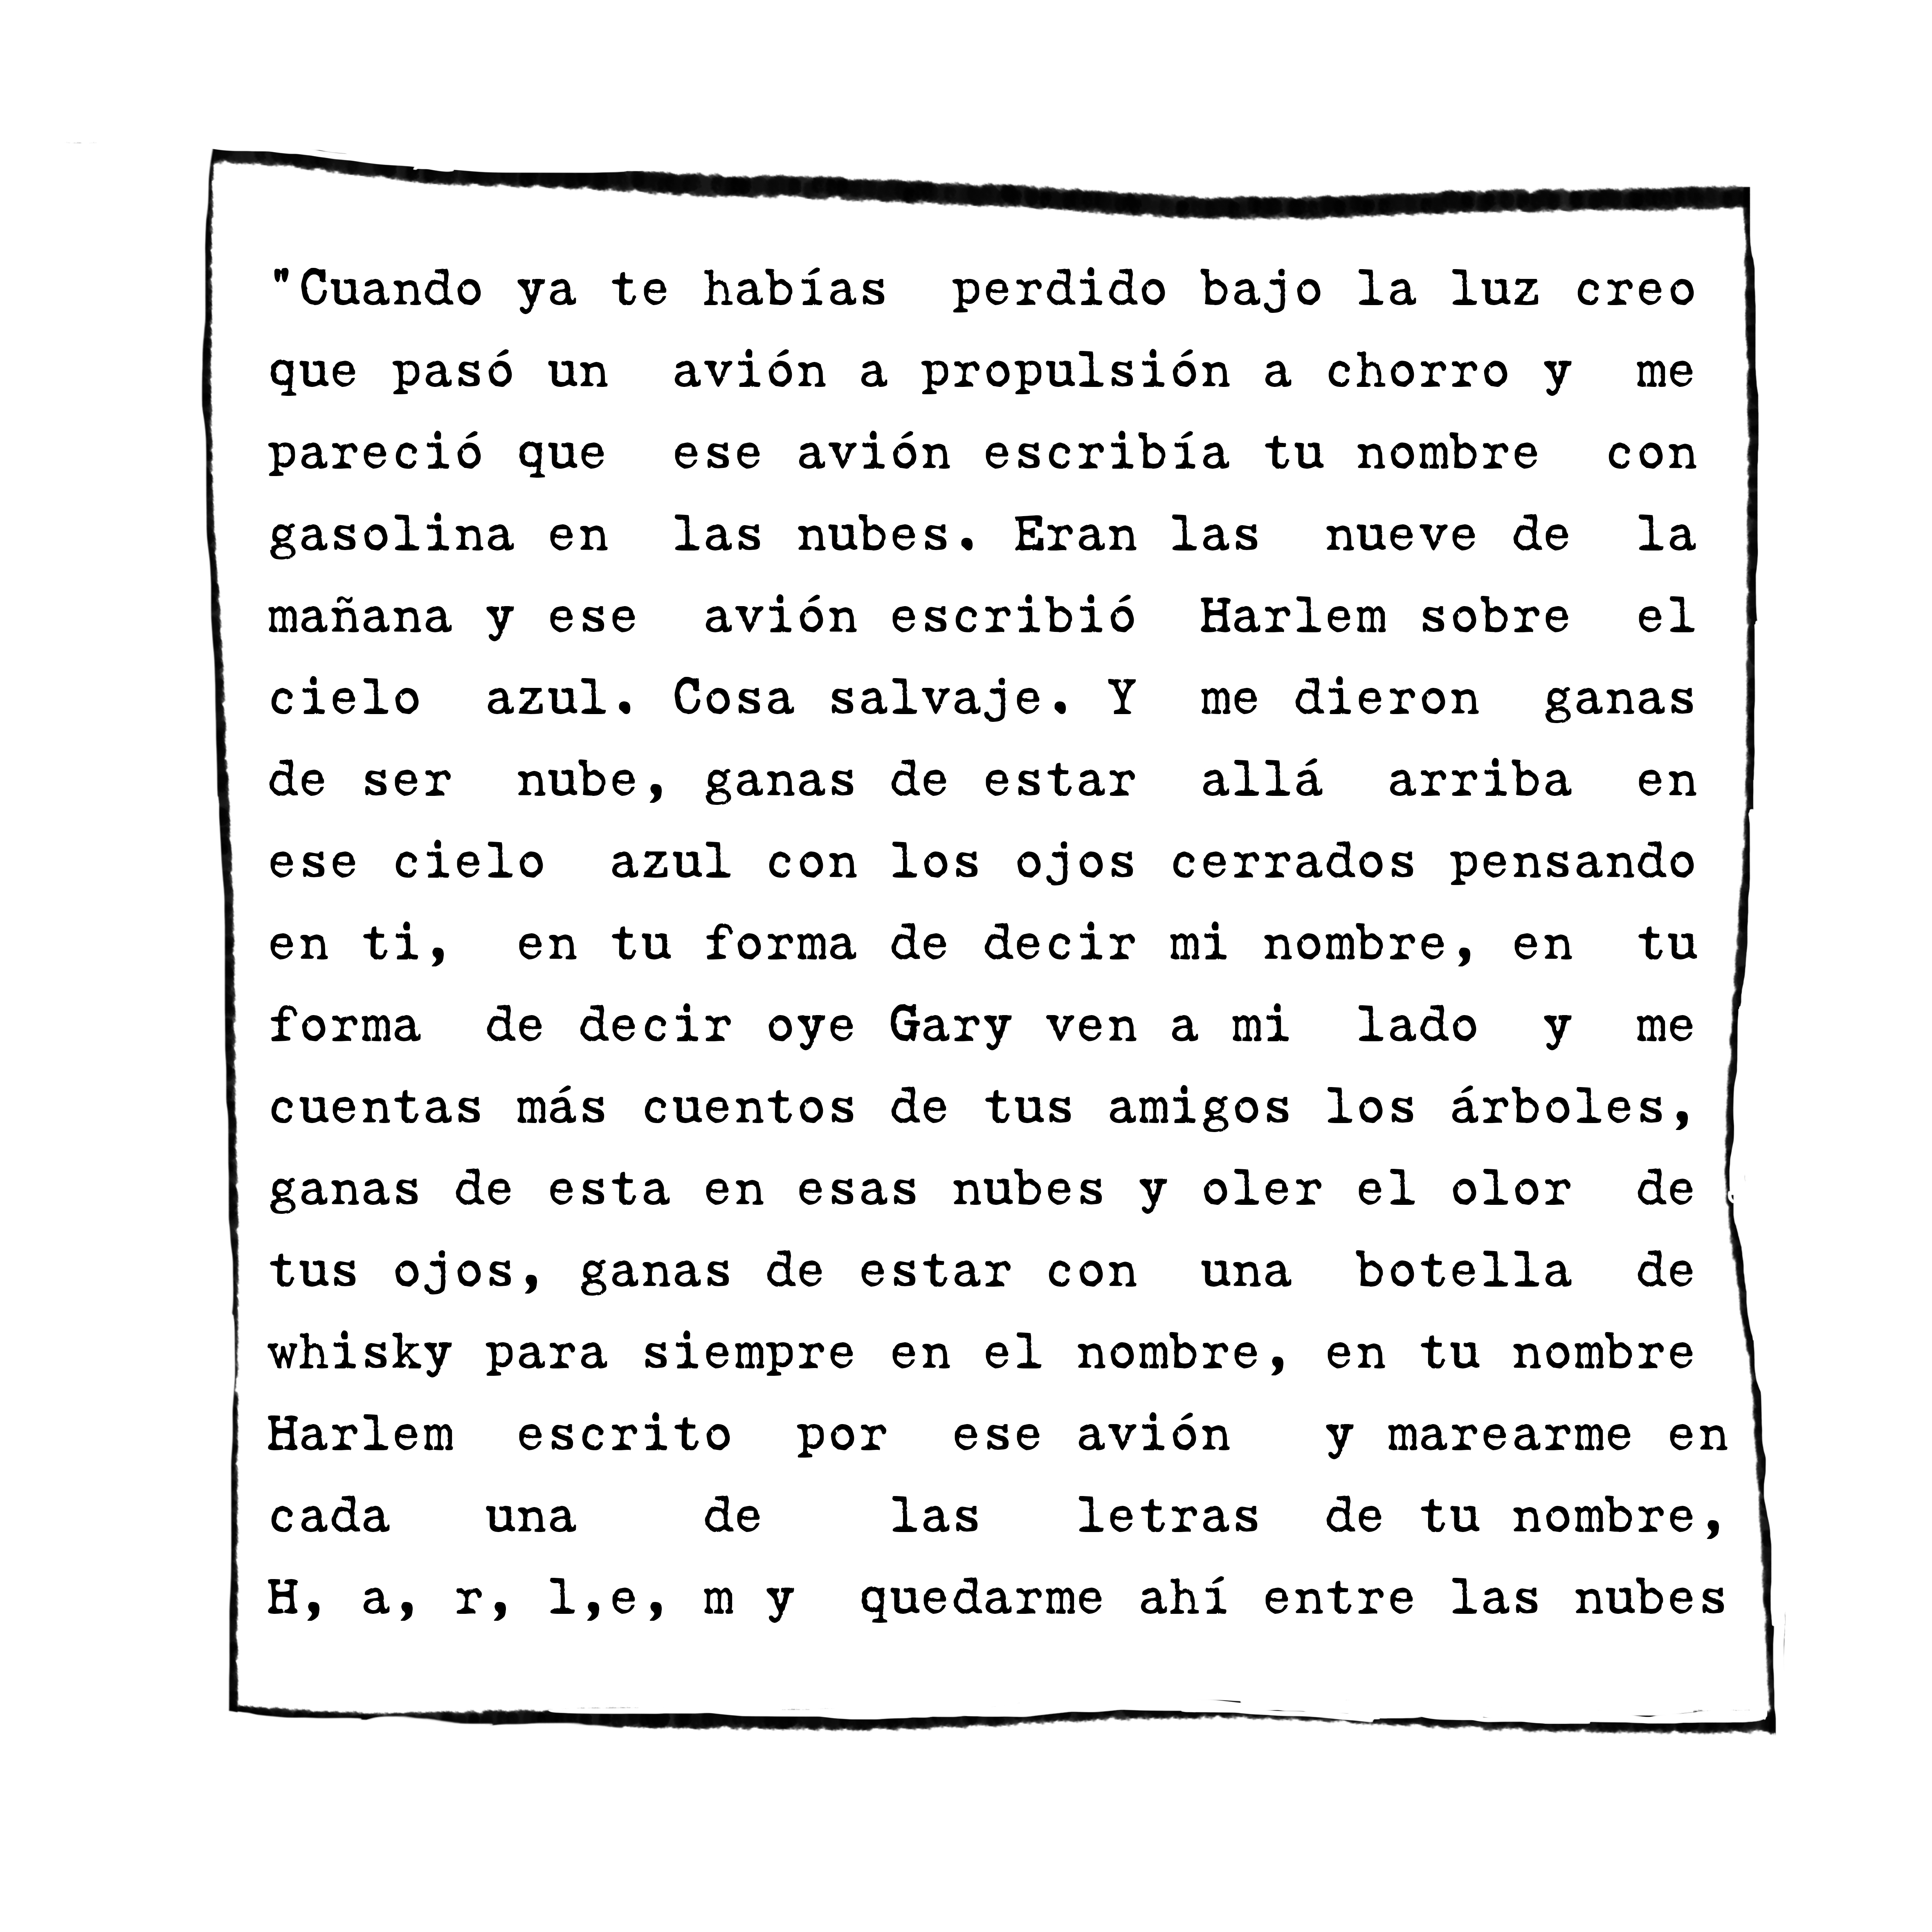 "Cuando ya te habías perdido bajo la luz creo
que pasó un avión a propulsión a chorro y me
pareció que ese avión escribía tu nombre con
gasolina en las nubes. Eran las nueve de la
mañana y ese avión escribió Harlem sobre el
cielo azul. Cosa salvaje. Y me dieron ganas
de ser nube, ganas de estar allá arriba en
ese cielo azul con los ojos cerrados pensando
en ti, en tu forma de decir mi nombre, en tu
forma de decir oye Gary ven a mi lado y me
cuentas más cuentos de tus amigos los árboles,
ganas de esta en esas nubes y oler el olor de
tus ojos, ganas de estar con una botella de
whisky para siempre en el nombre, en tu nombre
Harlem escrito por ese avión y marearme en
cada una de las letras de tu nombre,
H, a, r, l,e, m y quedarme ahí entre las nubes